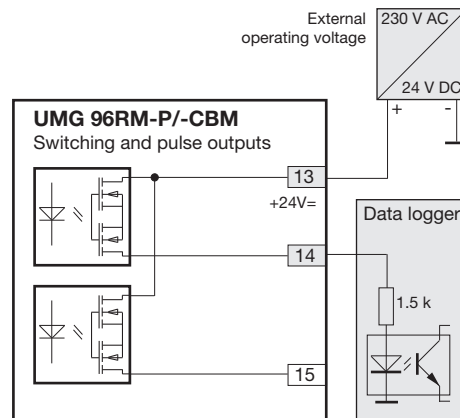 External
operating voltage
230 V AC
24 V DC
+ -
UMG 96RM-P/-CBM
Switching and pulse outputs
13
+24V=
Data logger
14
1.5 k
15